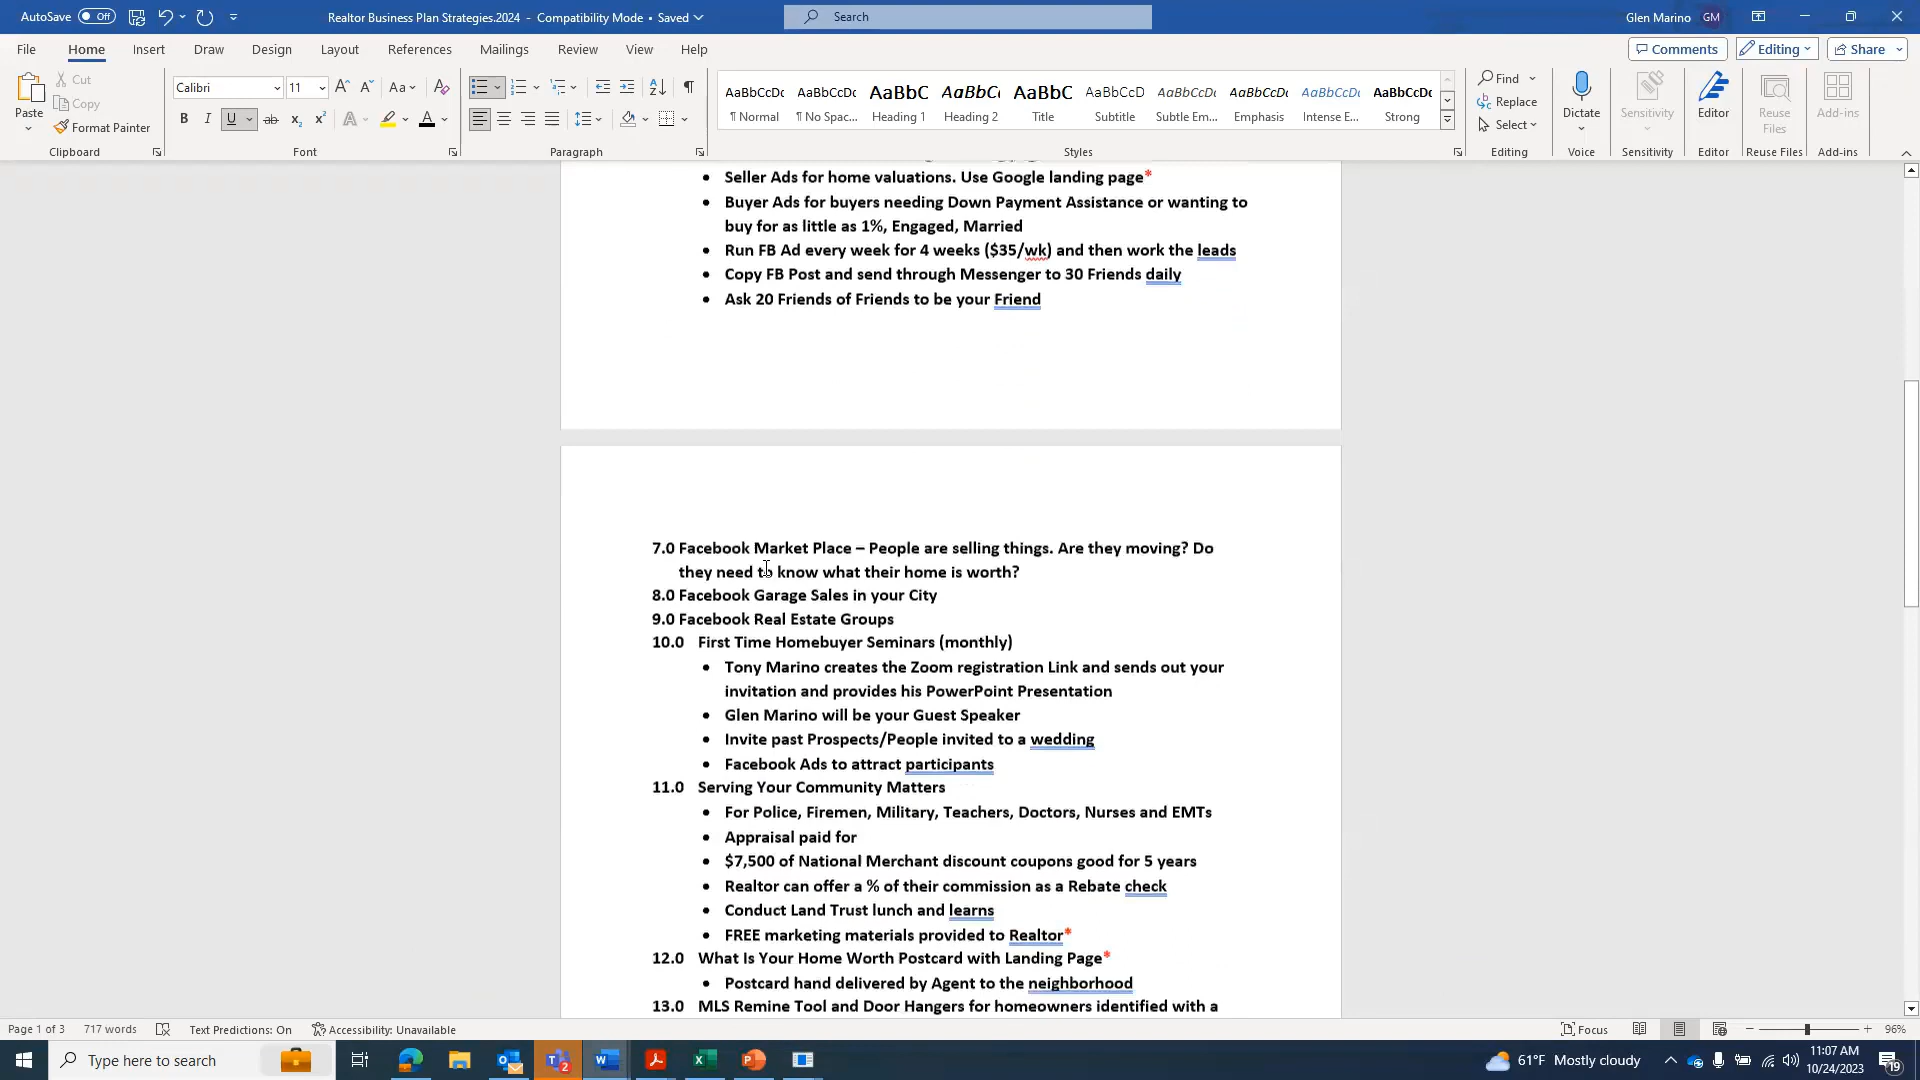 AutoSave Off Realtor Business Plan Strategies.2024 - Compatibility Mode • Saved Search Glen Marino GM
File Home Insert Draw Design Layout References Mailings Review View Help Comments Editing Share
Paste Cut Copy Format Painter
Calibri 11
AaBbCcDc AaBbCcDc AaBbC AaBbCc AaBbC AaBbCcD AaBbCcDc AaBbCcDc AaBbCcDc AaBbCcDc
¶ Normal ¶ No Spac... Heading 1 Heading 2 Title Subtitle Subtle Em... Emphasis Intense E... Strong
Find Replace Select Dictate Sensitivity Editor Reuse Files Add-ins
Clipboard Font Paragraph Styles Editing Voice Sensitivity Editor Reuse Files Add-ins
• Seller Ads for home valuations. Use Google landing page*
• Buyer Ads for buyers needing Down Payment Assistance or wanting to
buy for as little as 1%, Engaged, Married
• Run FB Ad every week for 4 weeks ($35/wk) and then work the leads
• Copy FB Post and send through Messenger to 30 Friends daily
• Ask 20 Friends of Friends to be your Friend
7.0 Facebook Market Place – People are selling things. Are they moving? Do
they need to know what their home is worth?
8.0 Facebook Garage Sales in your City
9.0 Facebook Real Estate Groups
10.0 First Time Homebuyer Seminars (monthly)
• Tony Marino creates the Zoom registration Link and sends out your
invitation and provides his PowerPoint Presentation
• Glen Marino will be your Guest Speaker
• Invite past Prospects/People invited to a wedding
• Facebook Ads to attract participants
11.0 Serving Your Community Matters
• For Police, Firemen, Military, Teachers, Doctors, Nurses and EMTs
• Appraisal paid for
• $7,500 of National Merchant discount coupons good for 5 years
• Realtor can offer a % of their commission as a Rebate check
• Conduct Land Trust lunch and learns
• FREE marketing materials provided to Realtor*
12.0 What Is Your Home Worth Postcard with Landing Page*
• Postcard hand delivered by Agent to the neighborhood
13.0 MLS Remine Tool and Door Hangers for homeowners identified with a
Page 1 of 3 717 words Text Predictions: On Accessibility: Unavailable Focus 96%
Type here to search 2 61°F Mostly cloudy 11:07 AM
10/24/2023 19